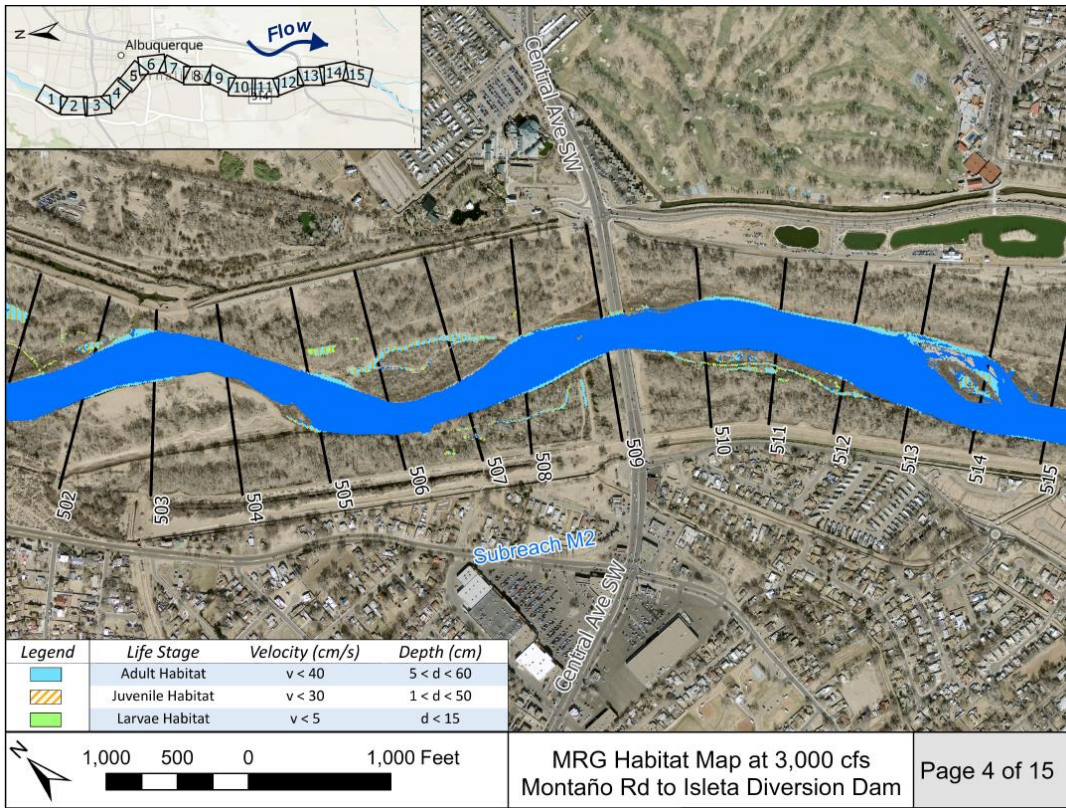 N
Albuquerque
Flow
1
2
3
4
5
6
7
8
9
10
11
12
13
14
15
Central Ave SW
502
503
504
505
506
507
508
509
510
511
512
513
514
515
Subreach M2
Central Ave SW
Legend Life Stage Velocity (cm/s) Depth (cm)
Adult Habitat v < 40 5 < d < 60
Juvenile Habitat v < 30 1 < d < 50
Larvae Habitat v < 5 d < 15
N
1,000 500 0 1,000 Feet
MRG Habitat Map at 3,000 cfs
Montaño Rd to Isleta Diversion Dam
Page 4 of 15